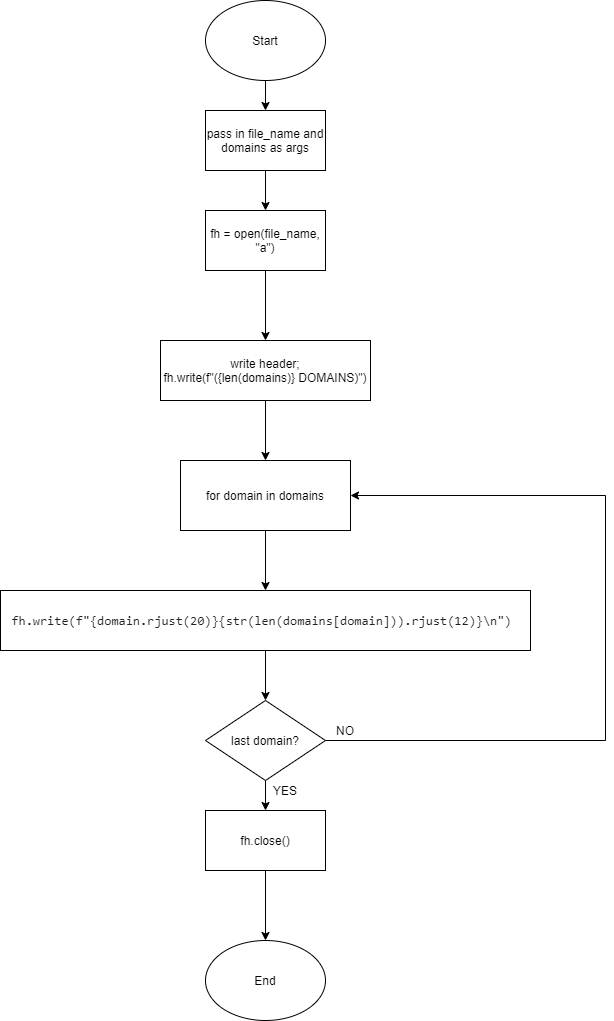 Start
pass in file_name and
domains as args
fh = open(file_name,
"a")
write header;
fh.write(f"({len(domains)} DOMAINS)")
for domain in domains
fh.write(f"{domain.rjust(20)}{str(len(domains[domain])).rjust(12)}\n")
last domain?
NO
YES
fh.close()
End